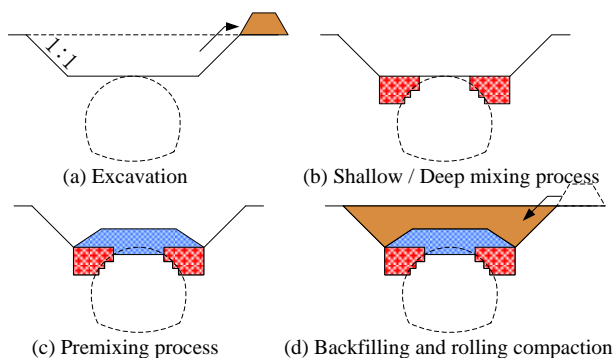 1:1
(a) Excavation
(b) Shallow / Deep mixing process
(c) Premixing process
(d) Backfilling and rolling compaction